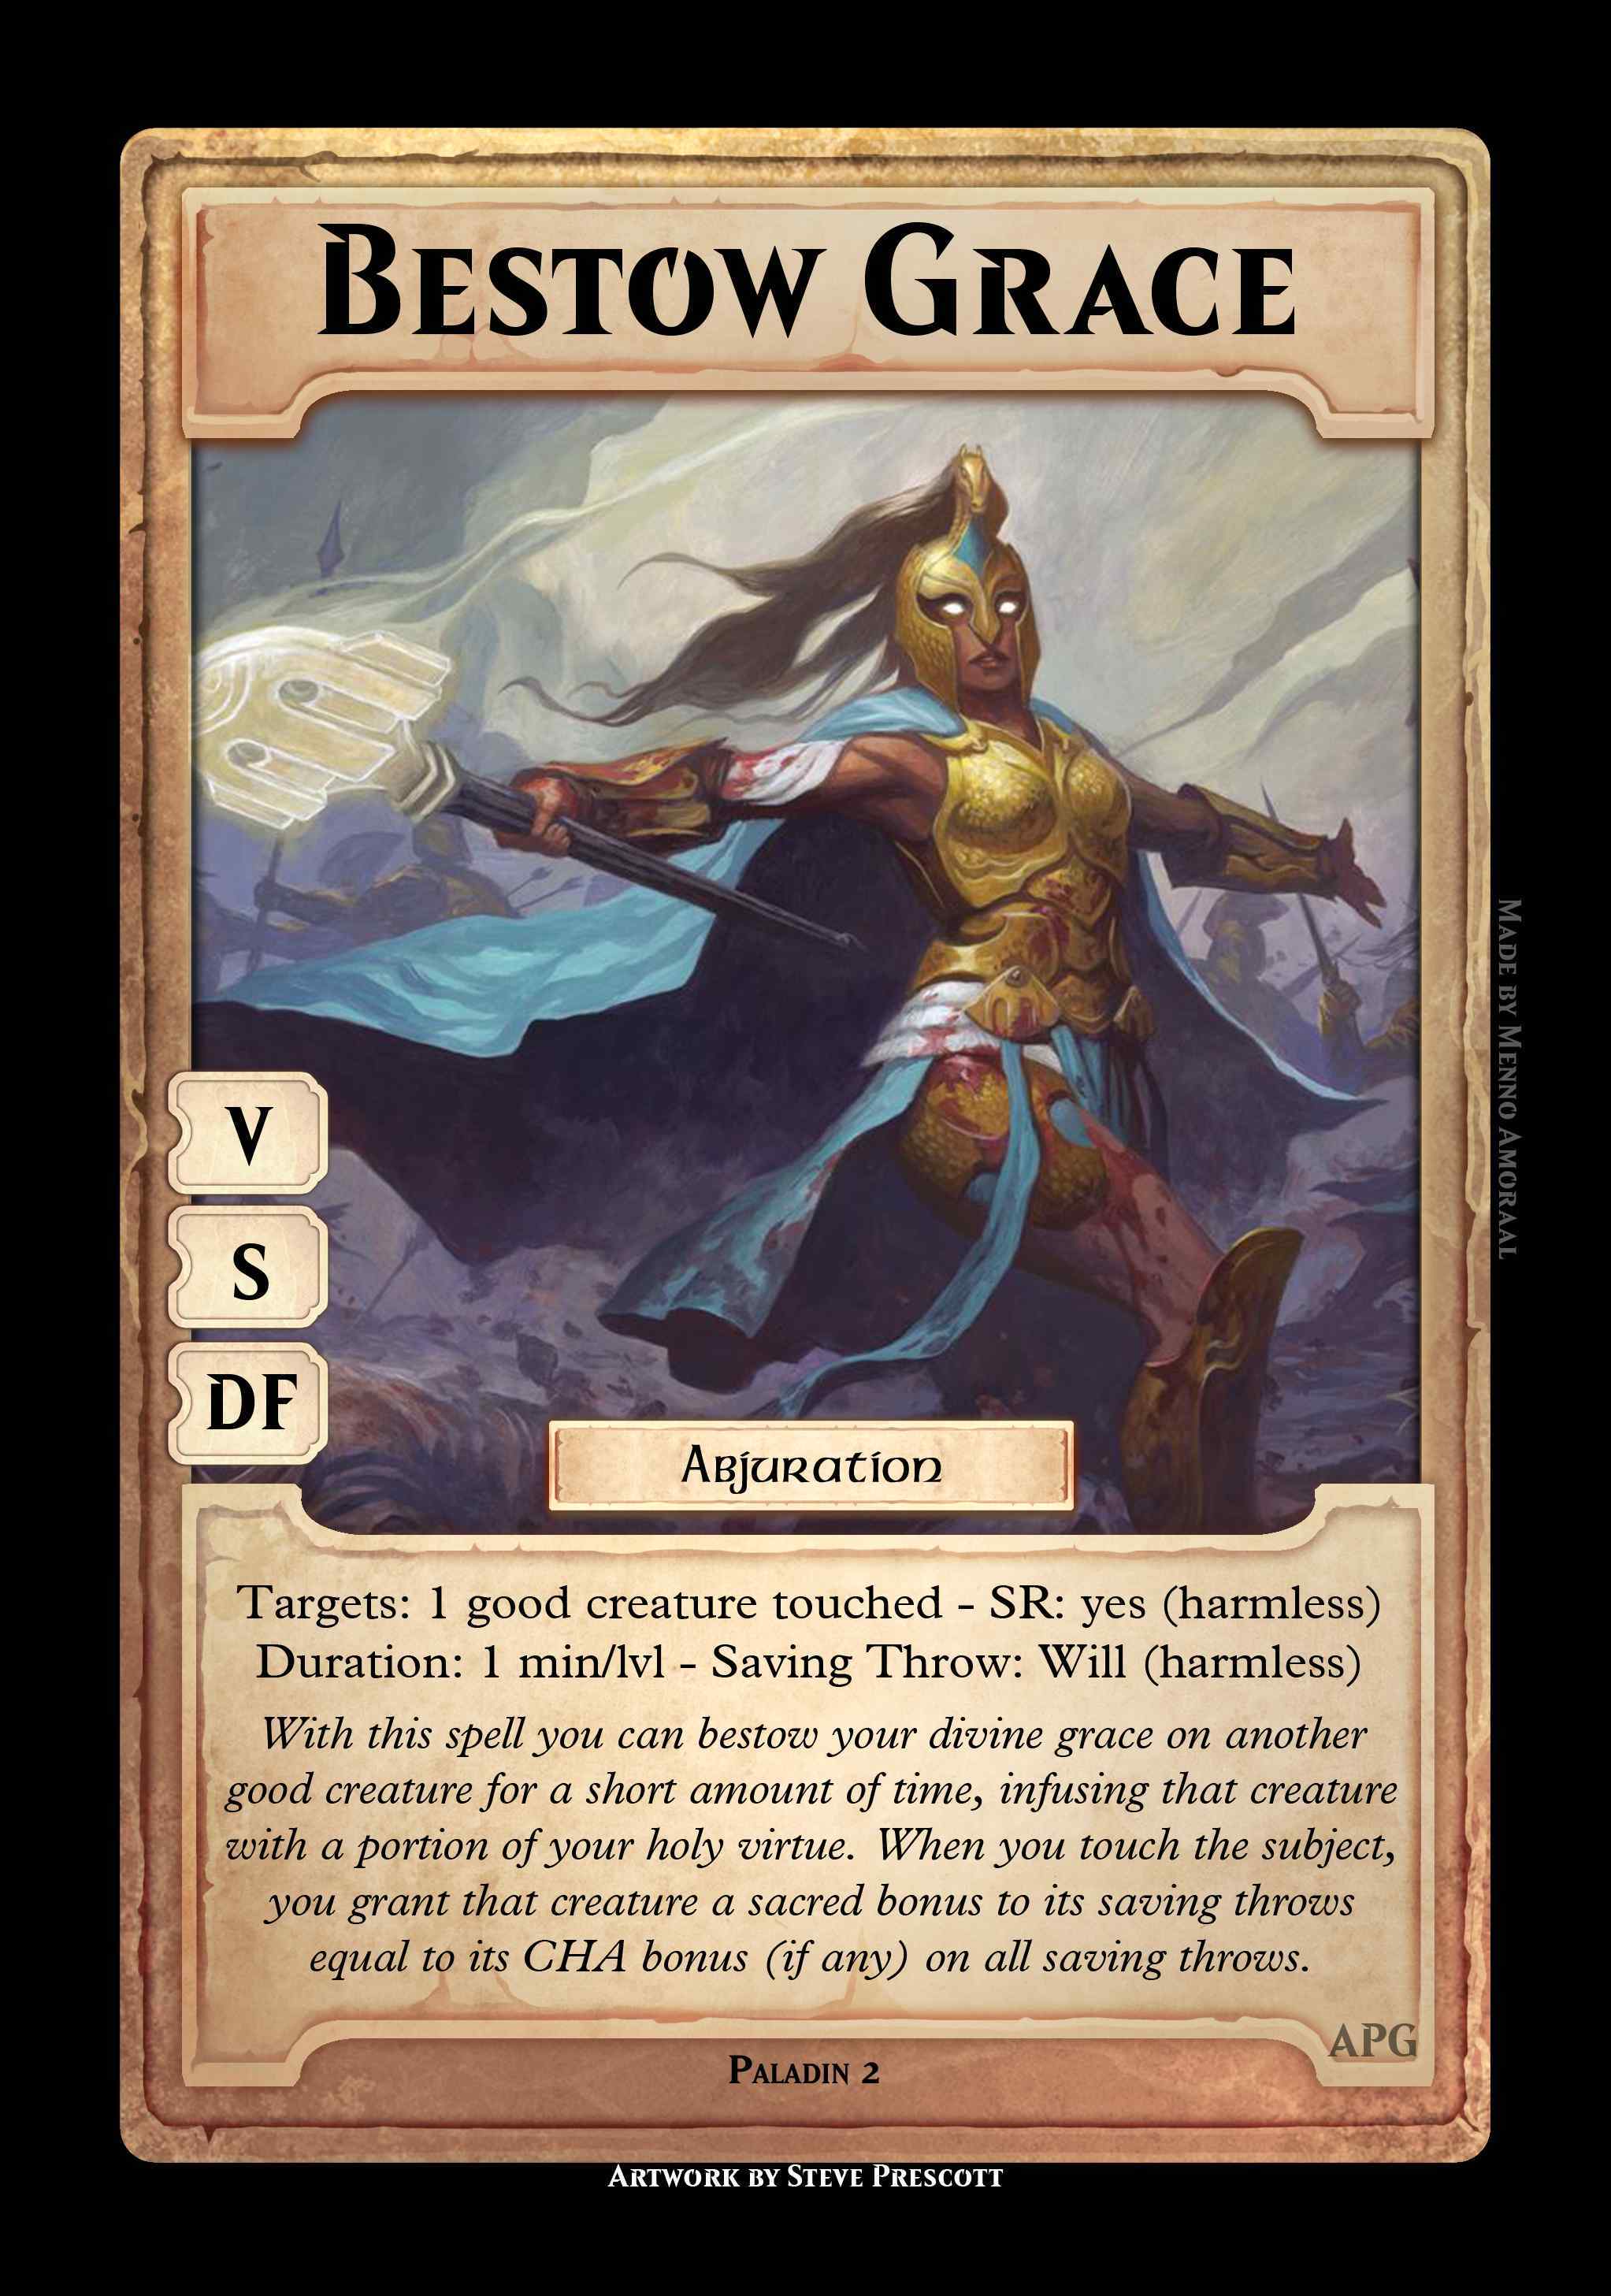 Bestow Grace
V
S
DF
Abjuration
Targets: 1 good creature touched - SR: yes (harmless)
Duration: 1 min/lvl - Saving Throw: Will (harmless)
With this spell you can bestow your divine grace on another
good creature for a short amount of time, infusing that creature
with a portion of your holy virtue. When you touch the subject,
you grant that creature a sacred bonus to its saving throws
equal to its CHA bonus (if any) on all saving throws.
APG
Paladin 2
Artwork by Steve Prescott
Made by Menno Amoraal